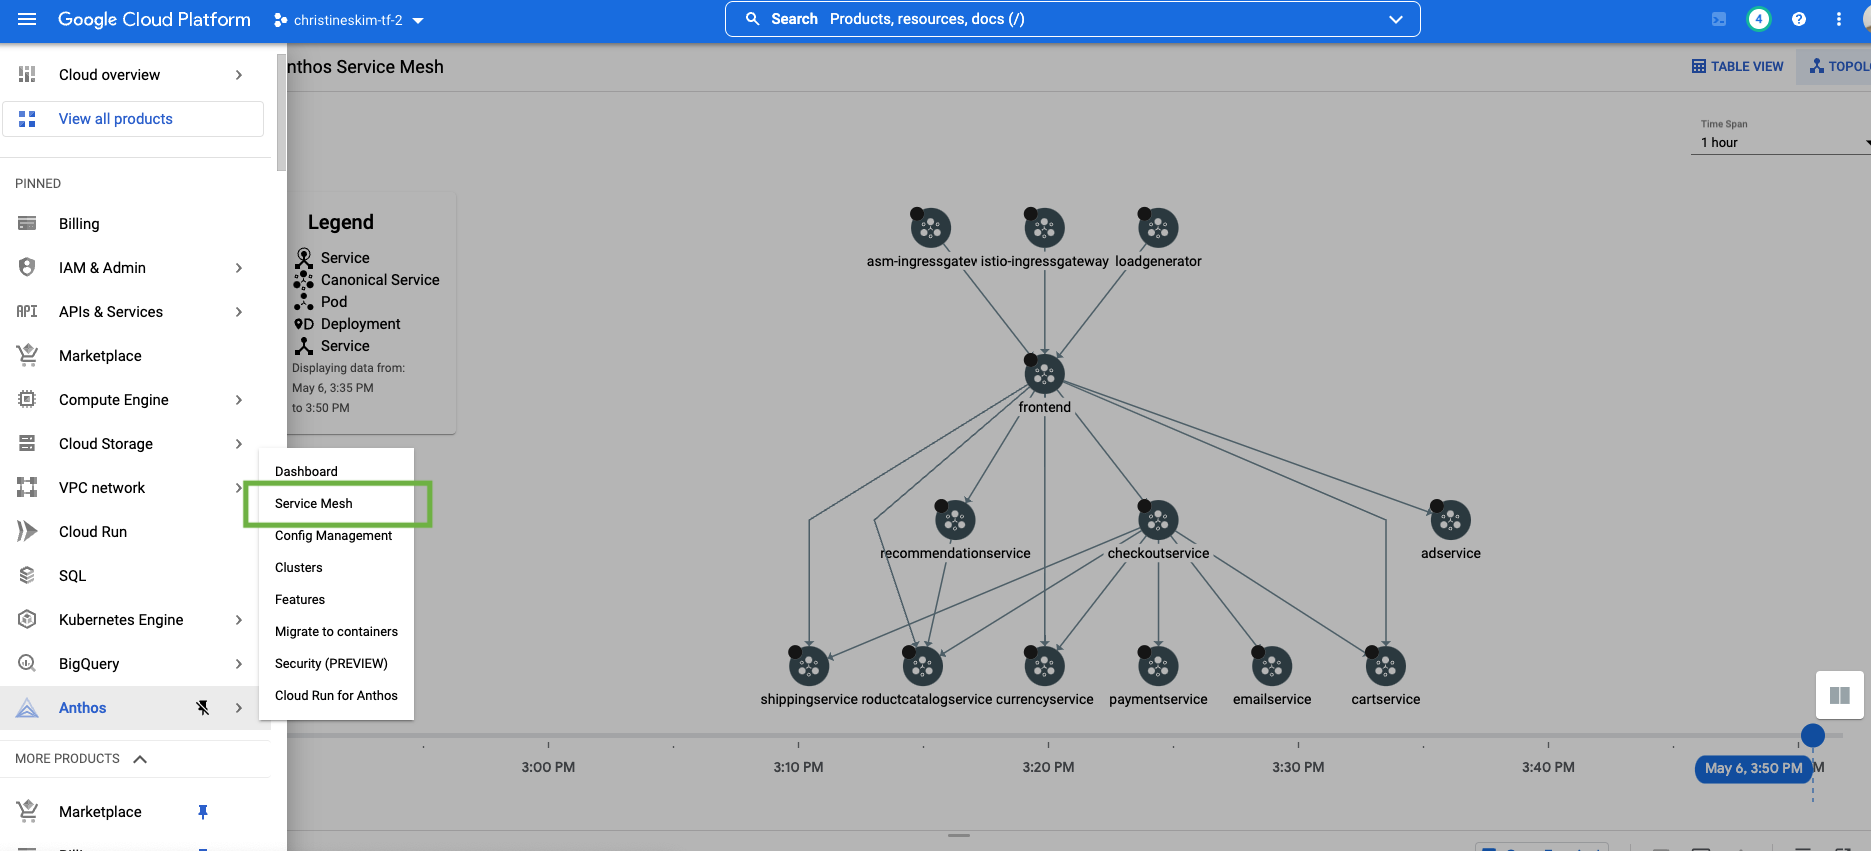 Google Cloud Platform
christineskim-tf-2
Search Products, resources, docs (/)
4
Cloud overview
View all products
PINNED
Billing
IAM & Admin
API
APIs & Services
Marketplace
Compute Engine
Cloud Storage
VPC network
Cloud Run
SQL
Kubernetes Engine
BigQuery
Anthos
MORE PRODUCTS
Marketplace
Dashboard
Service Mesh
Config Management
Clusters
Features
Migrate to containers
Security (PREVIEW)
Cloud Run for Anthos
nthos Service Mesh
TABLE VIEW
TOPOL
Time Span
1 hour
Legend
Service
Canonical Service
Pod
D Deployment
Service
Displaying data from:
May 6, 3:35 PM
to 3:50 PM
asm-ingressgatew istio-ingressgateway loadgenerator
frontend
recommendationservice checkoutservice adservice
shippingservice roductcatalogservice currencyservice paymentservice emailservice cartservice
3:00 PM 3:10 PM 3:20 PM 3:30 PM 3:40 PM May 6, 3:50 PM M